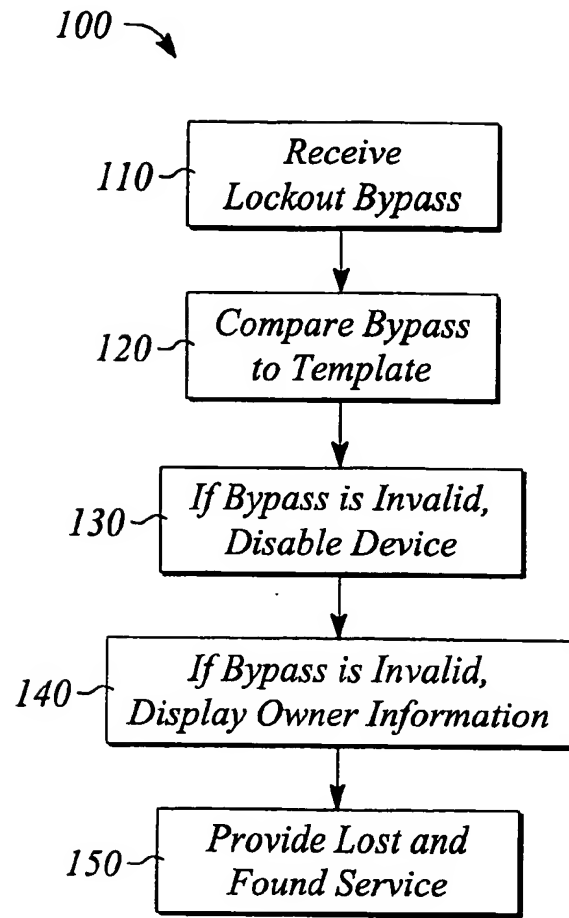 100
110
Receive
Lockout Bypass
120
Compare Bypass
to Template
130
If Bypass is Invalid,
Disable Device
140
If Bypass is Invalid,
Display Owner Information
150
Provide Lost and
Found Service